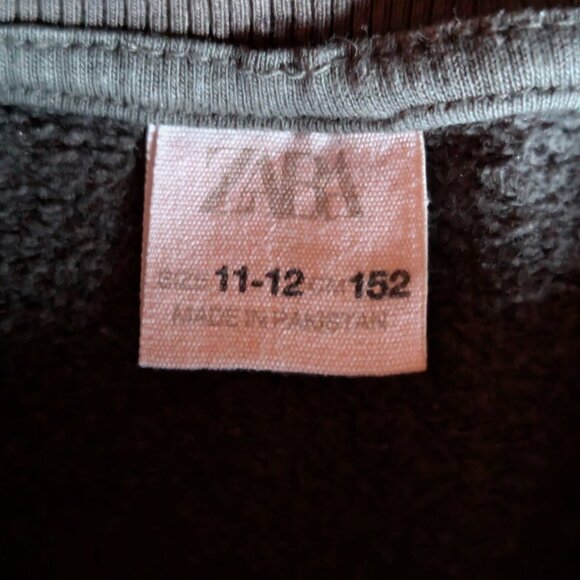 ZARA
SIZE 11-12 CM 152
MADE IN PAKISTAN